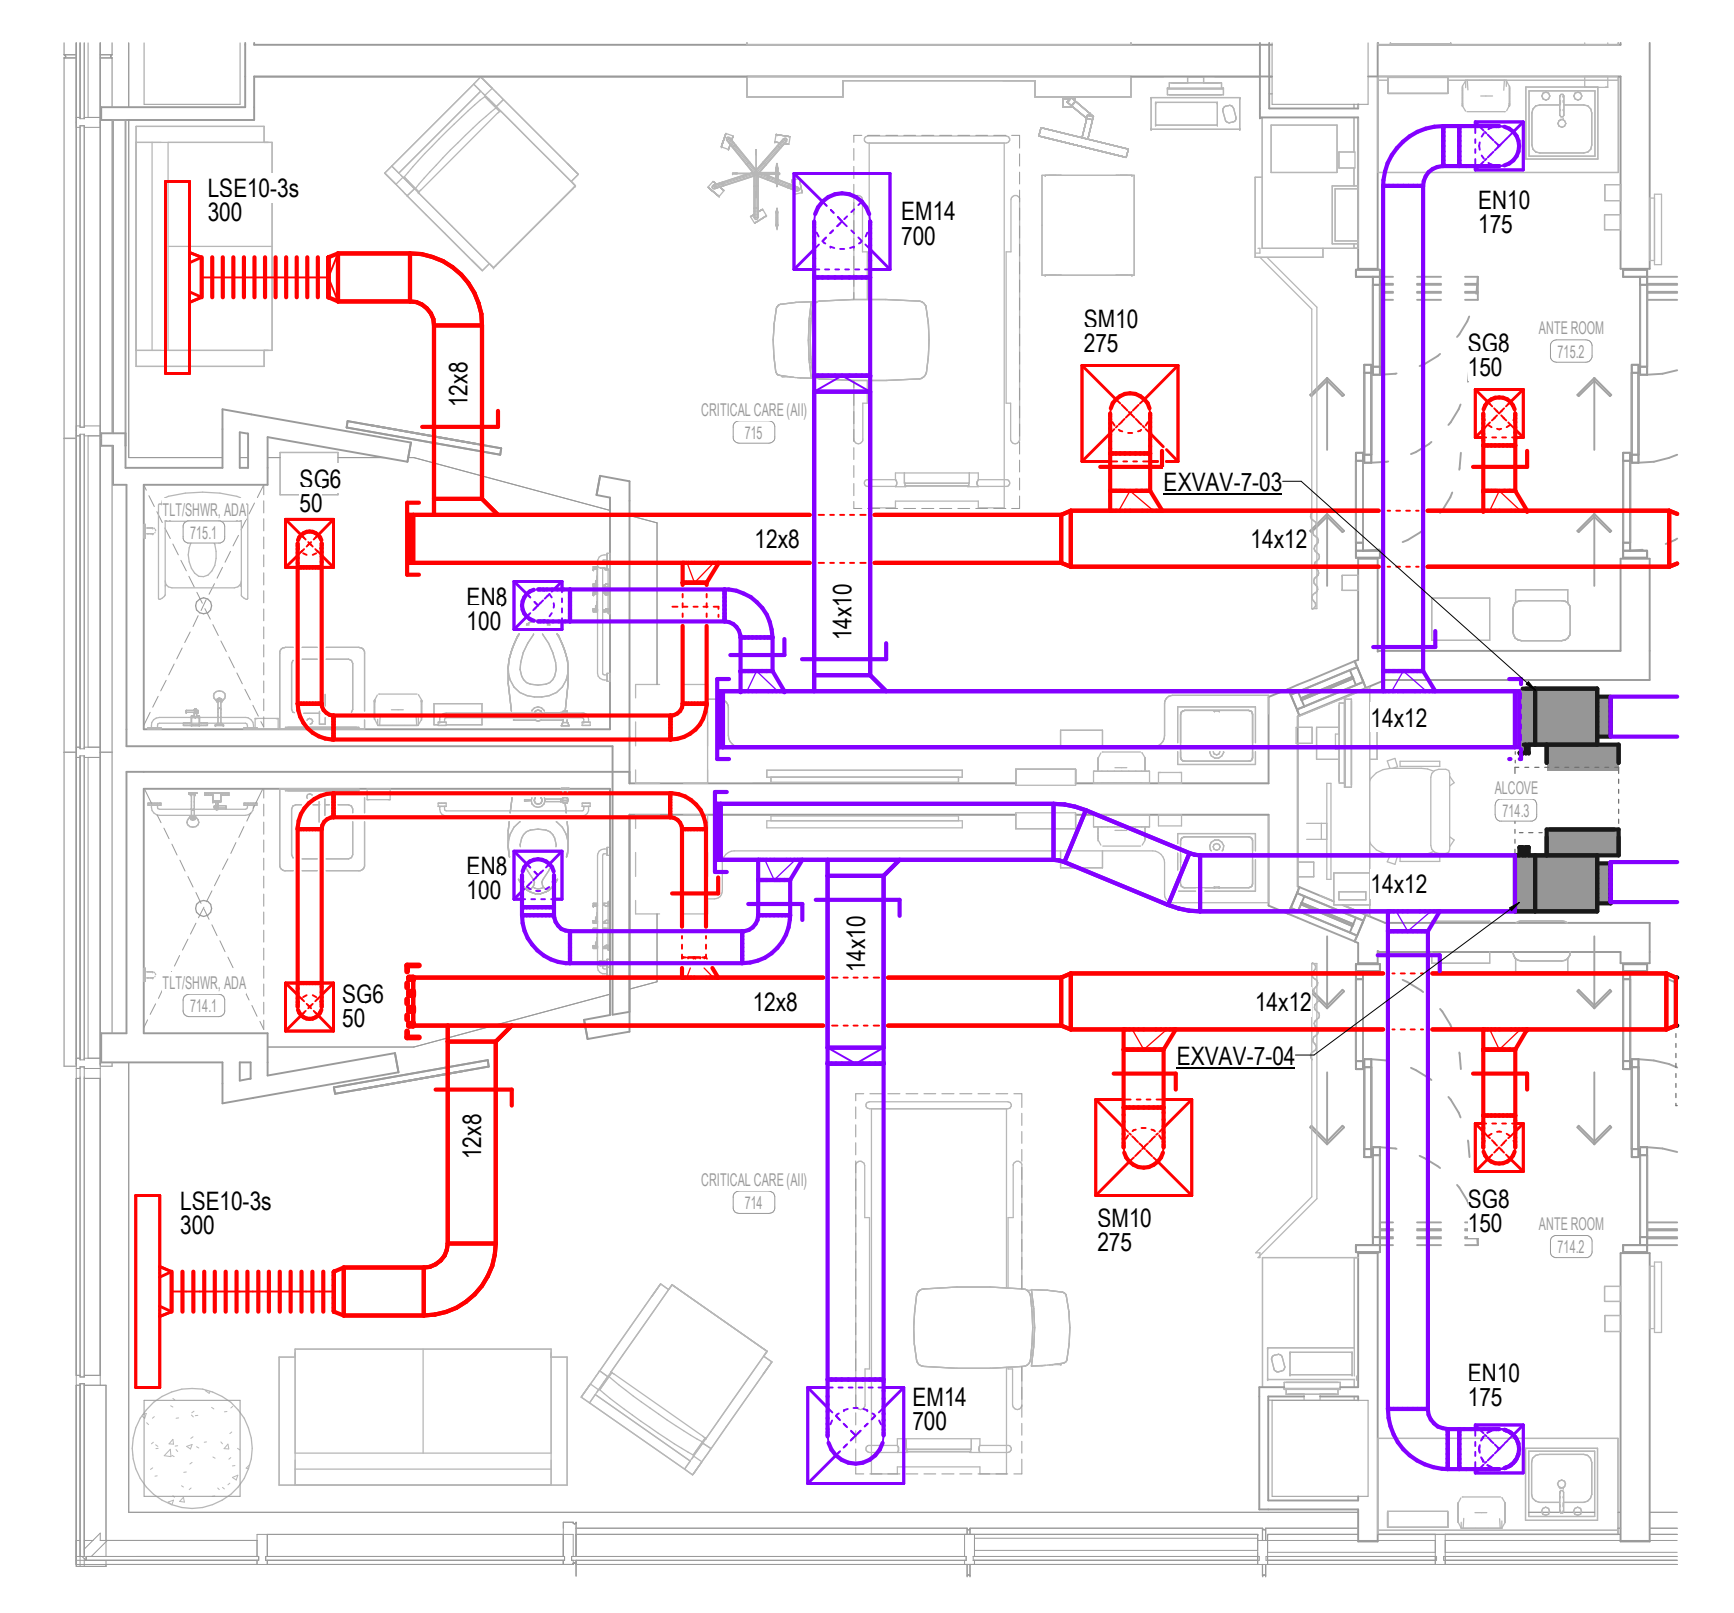 LSE10-3s
300
EM14
700
EN10
175
SM10
275
SG8
150
ANTE ROOM
715.2
12x8
CRITICAL CARE (AII)
715
SG6
50
EXVAV-7-03
TLT/SHWR, ADA
715.1
12x8
14x12
EN8
100
14x10
14x12
ALCOVE
714.3
EN8
100
14x12
14x10
TLT/SHWR, ADA
714.1
SG6
50
12x8
14x12
EXVAV-7-04
12x8
CRITICAL CARE (AII)
714
LSE10-3s
300
SM10
275
SG8
150
ANTE ROOM
714.2
EM14
700
EN10
175